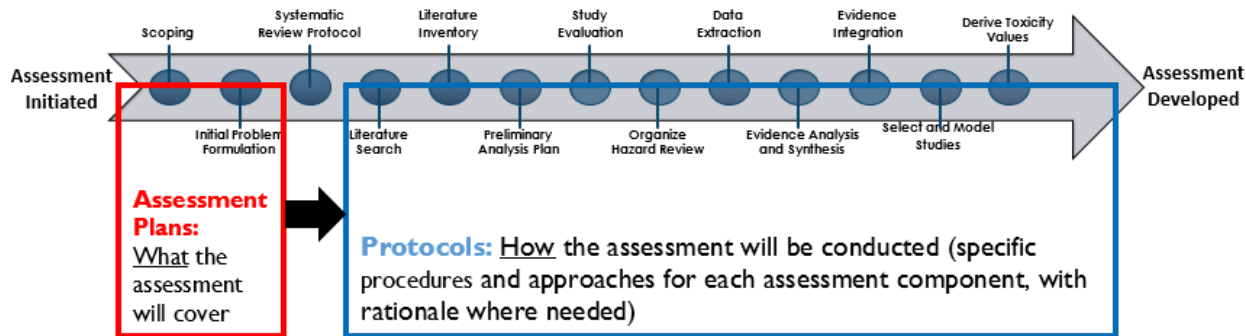 Scoping
Systematic
Review Protocol
Literature
Inventory
Study
Evaluation
Data
Extraction
Evidence
Integration
Derive Toxicity
Values
Assessment
Initiated
Assessment
Developed
Initial Problem
Formulation
Literature
Search
Preliminary
Analysis Plan
Organize
Hazard Review
Evidence Analysis
and Synthesis
Select and Model
Studies
Assessment
Plans:
What the
assessment
will cover
Protocols: How the assessment will be conducted (specific
procedures and approaches for each assessment component, with
rationale where needed)